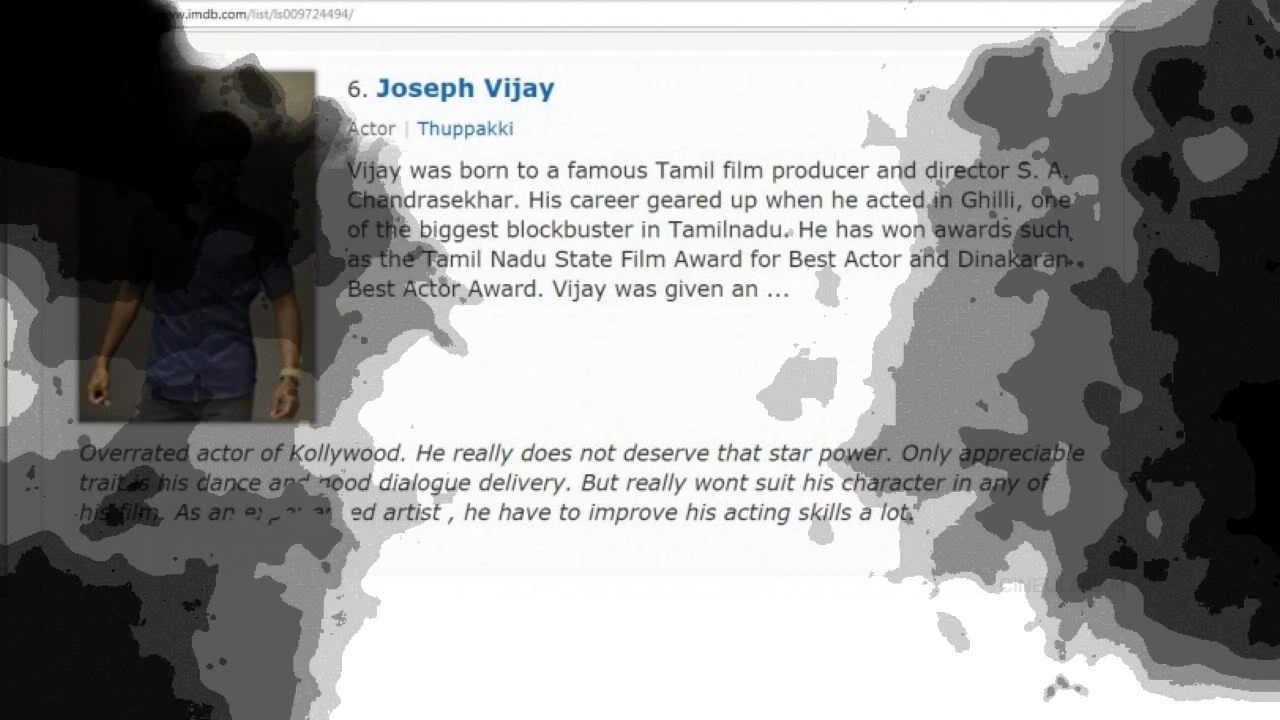 w.imdb.com/list/ls009724494/
6. Joseph Vijay
Actor | Thuppakki
Vijay was born to a famous Tamil film producer and director S. A.
Chandrasekhar. His career geared up when he acted in Ghilli, one
of the biggest blockbuster in Tamilnadu. He has won awards such
as the Tamil Nadu State Film Award for Best Actor and Dinakaran
Best Actor Award. Vijay was given an ...
Overrated actor of Kollywood. He really does not deserve that star power. Only appreciable
trait is his dance and good dialogue delivery. But really wont suit his character in any of
his film. As an artist , he have to improve his acting skills a lot.